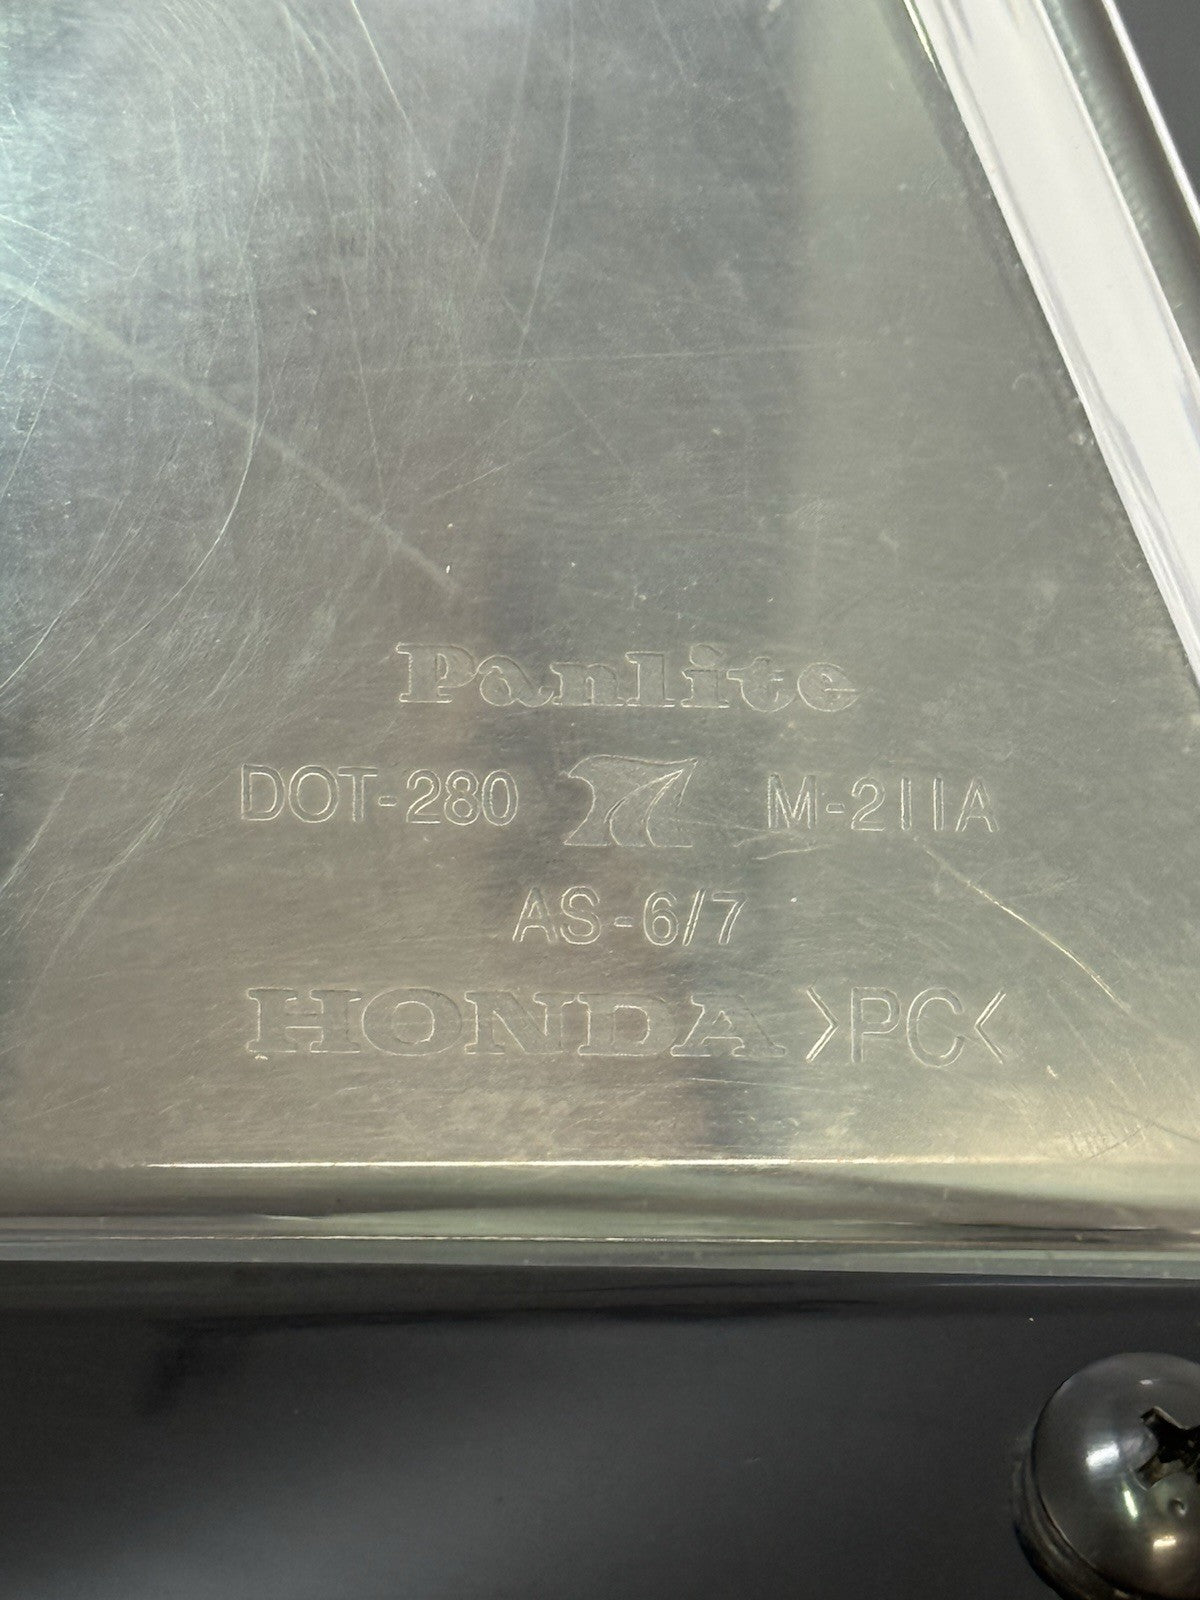 Panlite
DOT-280 M-211A
AS-6/7
HONDA >PC<